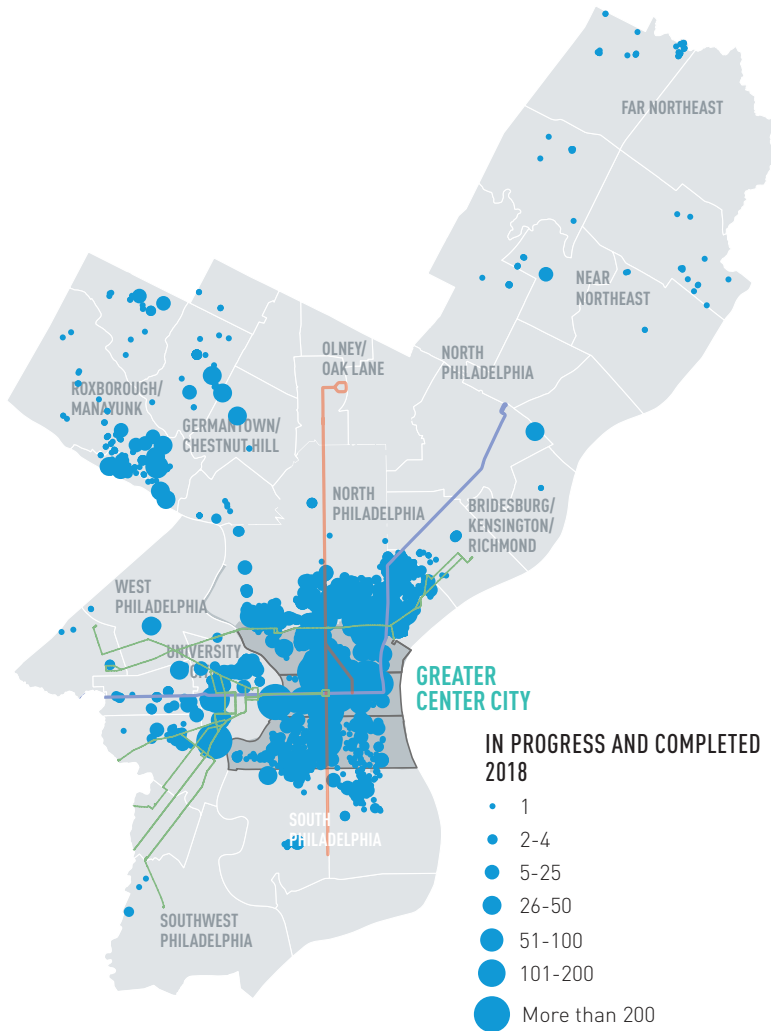 FAR NORTHEAST
NEAR
NORTHEAST
OLNEY/
OAK LANE
NORTH
PHILADELPHIA
ROXBOROUGH/
MANAYUNK
GERMANTOWN/
CHESTNUT HILL
NORTH
PHILADELPHIA
BRIDESBURG/
KENSINGTON/
RICHMOND
WEST
PHILADELPHIA
UNIVERSITY
GREATER
CENTER CITY
IN PROGRESS AND COMPLETED
2018
1
2-4
5-25
26-50
51-100
101-200
More than 200
SOUTH
PHILADELPHIA
SOUTHWEST
PHILADELPHIA